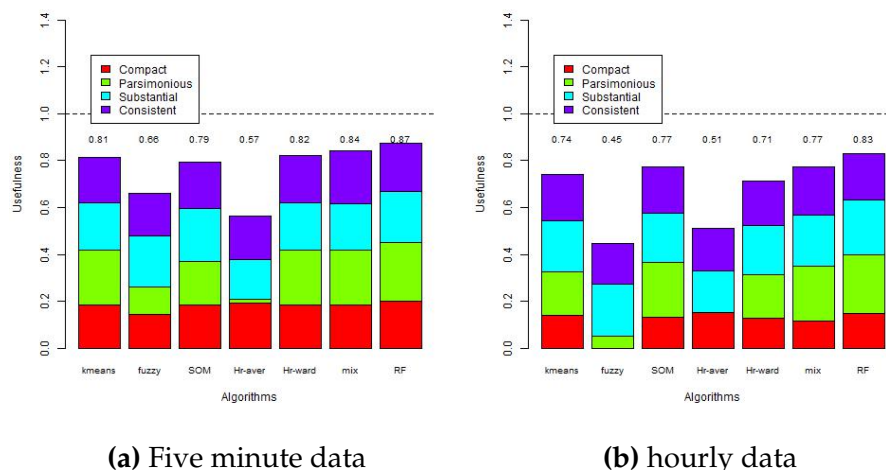 Usefulness
0.0 0.2 0.4 0.6 0.8 1.0 1.2 1.4
Compact
Parsimonious
Substantial
Consistent
0.81 0.66 0.79 0.57 0.82 0.84 0.87
kmeans fuzzy SOM Hr-aver Hr-ward mix RF
Algorithms
(a) Five minute data
Usefulness
0.0 0.2 0.4 0.6 0.8 1.0 1.2 1.4
Compact
Parsimonious
Substantial
Consistent
0.74 0.45 0.77 0.51 0.71 0.77 0.83
kmeans fuzzy SOM Hr-aver Hr-ward mix RF
Algorithms
(b) hourly data